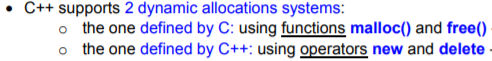 • C++ supports 2 dynamic allocations systems:
o the one defined by C: using functions malloc() and free()
o the one defined by C++: using operators new and delete -